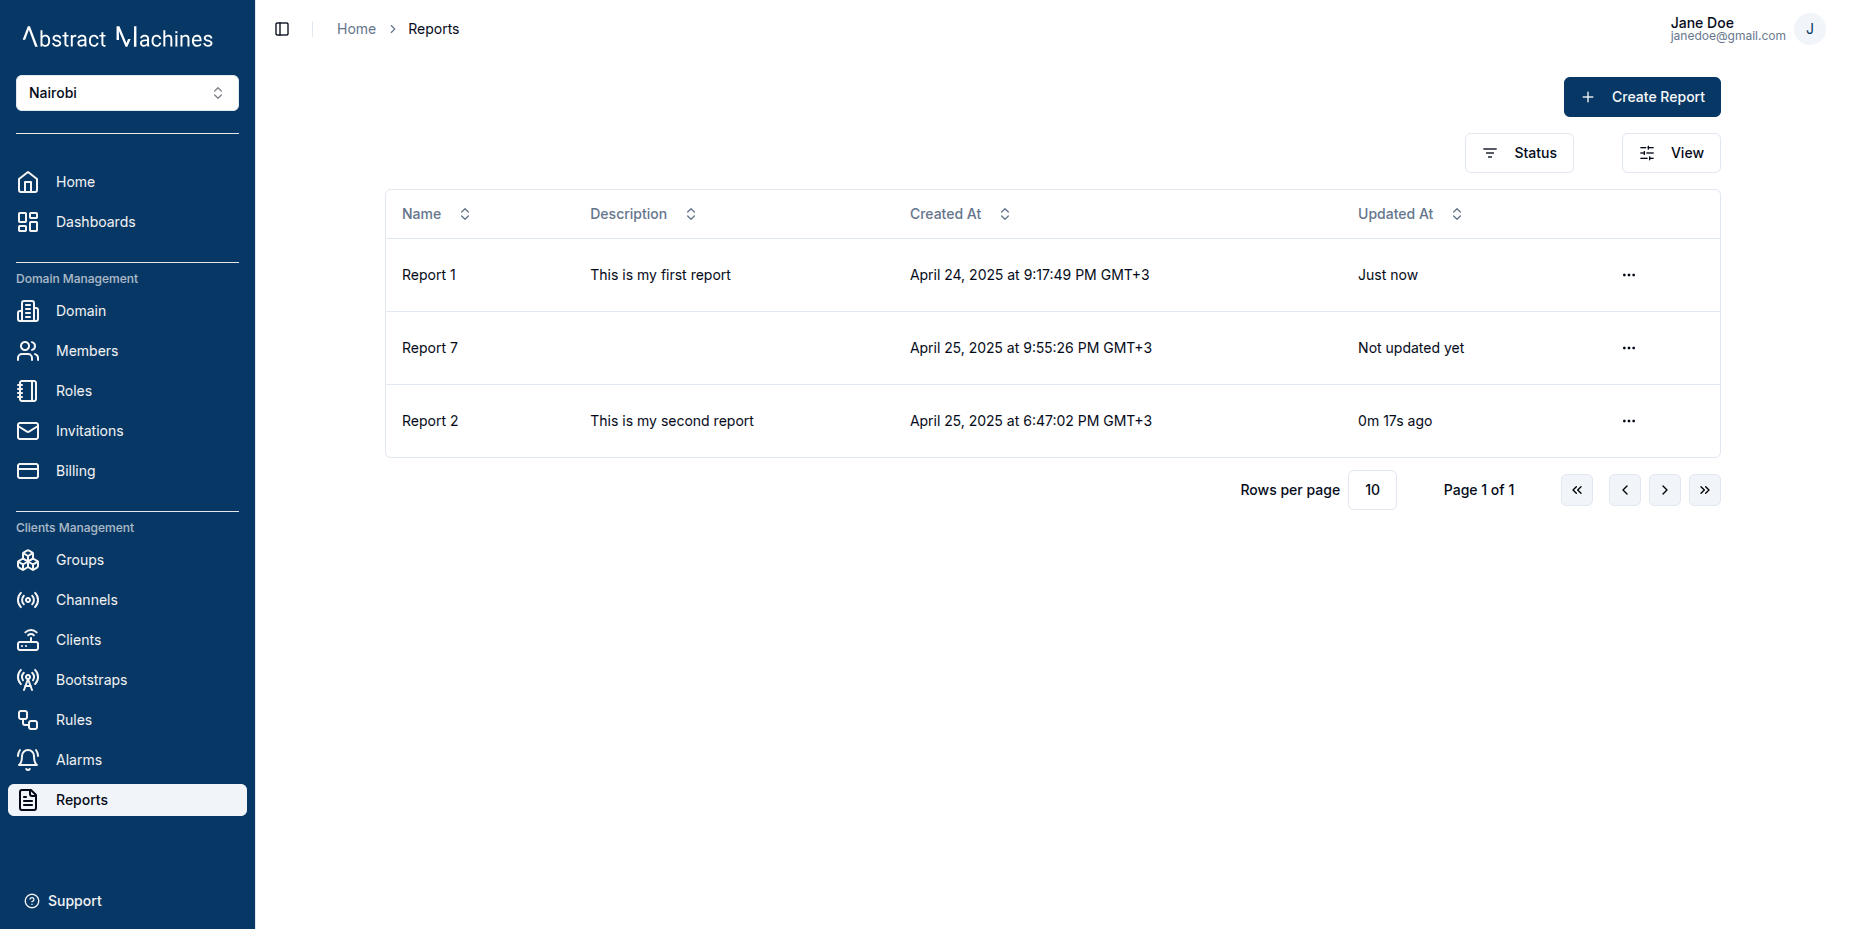 Abstract Machines
Nairobi
Home
Dashboards
Domain Management
Domain
Members
Roles
Invitations
Billing
Clients Management
Groups
Channels
Clients
Bootstraps
Rules
Alarms
Reports
Support
Home > Reports
Jane Doe
janedoe@gmail.com
J
+ Create Report
Status View
Name Description Created At Updated At
Report 1 This is my first report April 24, 2025 at 9:17:49 PM GMT+3 Just now ...
Report 7 April 25, 2025 at 9:55:26 PM GMT+3 Not updated yet ...
Report 2 This is my second report April 25, 2025 at 6:47:02 PM GMT+3 0m 17s ago ...
Rows per page 10 Page 1 of 1 « ‹ › »